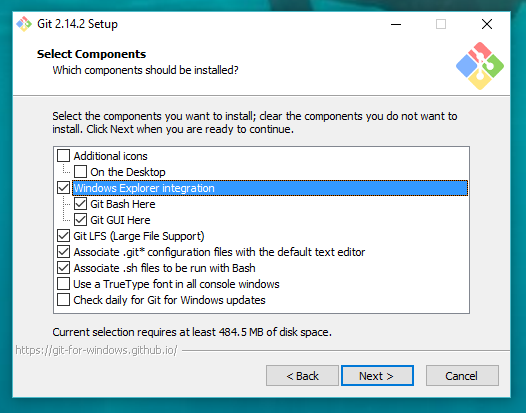 Git 2.14.2 Setup
Select Components
Which components should be installed?
Select the components you want to install; clear the components you do not want to
install. Click Next when you are ready to continue.
Additional icons
On the Desktop
Windows Explorer integration
Git Bash Here
Git GUI Here
Git LFS (Large File Support)
Associate .git* configuration files with the default text editor
Associate .sh files to be run with Bash
Use a TrueType font in all console windows
Check daily for Git for Windows updates
Current selection requires at least 484.5 MB of disk space.
https://git-for-windows.github.io/
< Back
Next >
Cancel